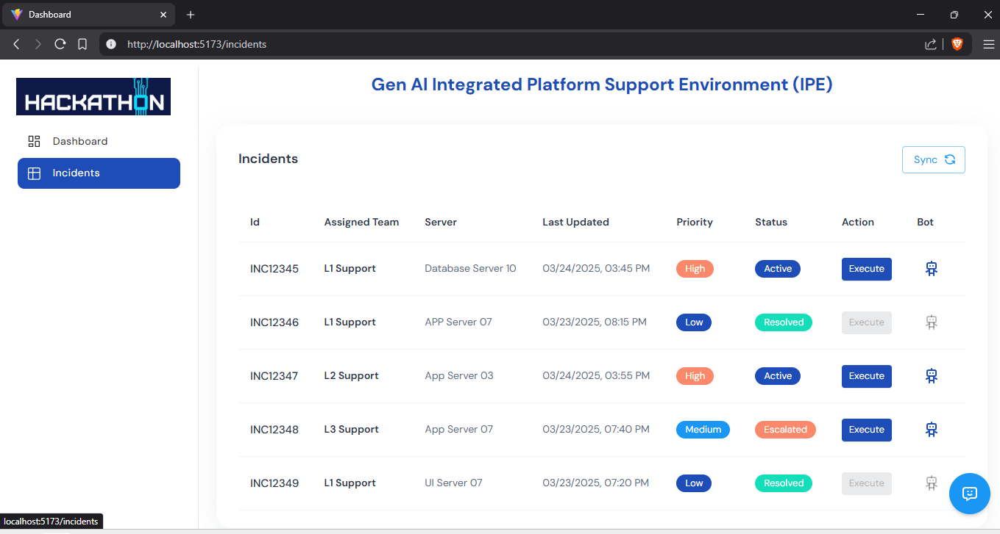 Dashboard
http://localhost:5173/incidents
HACKATHON
Gen AI Integrated Platform Support Environment (IPE)
Dashboard
Incidents
Incidents
Sync
Id Assigned Team Server Last Updated Priority Status Action Bot
INC12345 L1 Support Database Server 10 03/24/2025, 03:45 PM High Active Execute
INC12346 L1 Support APP Server 07 03/23/2025, 08:15 PM Low Resolved Execute
INC12347 L2 Support App Server 03 03/24/2025, 03:55 PM High Active Execute
INC12348 L3 Support App Server 07 03/23/2025, 07:40 PM Medium Escalated Execute
INC12349 L1 Support UI Server 07 03/23/2025, 07:20 PM Low Resolved Execute
localhost:5173/incidents